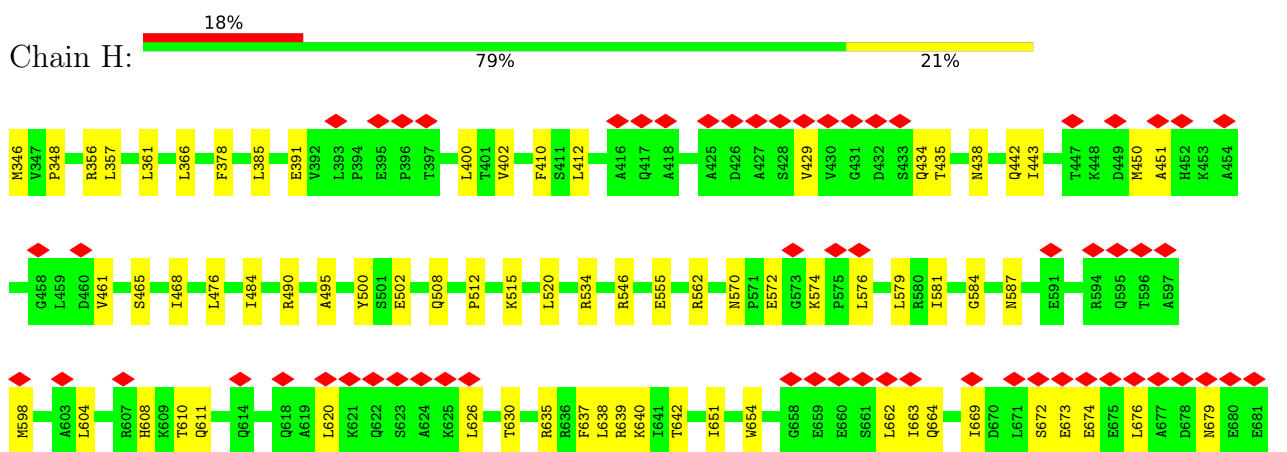 18%
Chain H:
79% 21%
M346 V347 P348 R356 L357 L361 L366 F378 L385 E391 V392 L393 P394 E395 P396 T397 L400 T401 V402 F410 S411 L412 A416 Q417 A418 A425 D426 A427 S428 V429 V430 G431 D432 S433 Q434 T435 N438 Q442 I443 T447 K448 D449 M450 A451 H452 K453 A454
G458 L459 D460 V461 S465 I468 L476 I484 R490 A495 Y500 S501 E502 Q508 P512 K515 L520 R534 R546 E555 R562 N570 P571 E572 G573 K574 P575 L576 L579 R580 I581 G584 N587 E591 R594 Q595 T596 A597
M598 A603 L604 R607 H608 K609 T610 Q611 Q614 Q618 A619 L620 K621 Q622 S623 A624 K625 L626 T630 R635 R636 F637 L638 R639 K640 I641 T642 I651 W654 G658 E659 E660 S661 L662 I663 Q664 I669 D670 L671 S672 E673 E674 E675 L676 A677 D678 N679 E680 E681